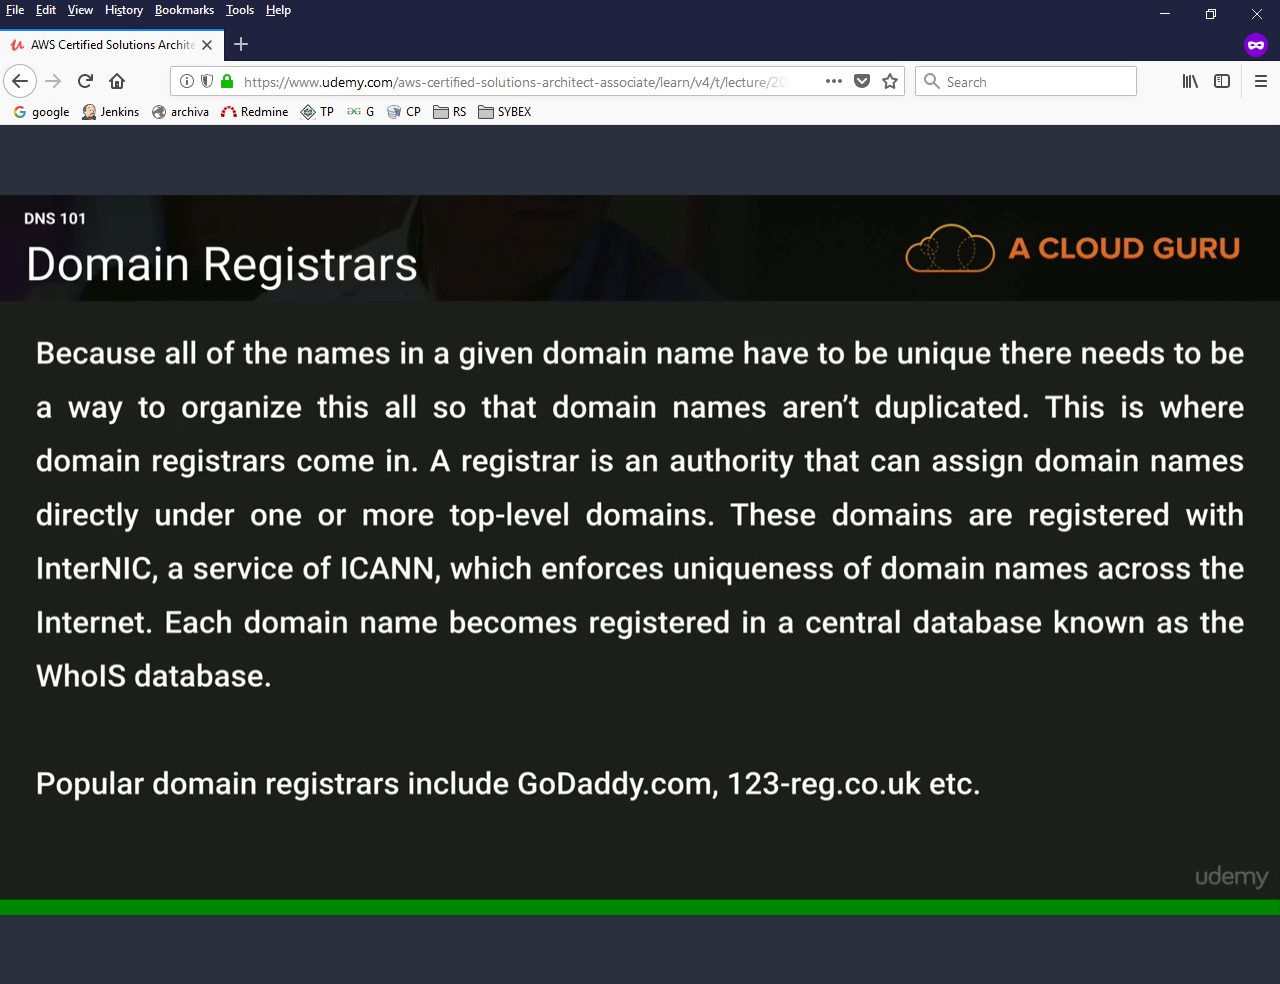 File Edit View History Bookmarks Tools Help
AWS Certified Solutions Archite
https://www.udemy.com/aws-certified-solutions-architect-associate/learn/v4/t/lecture/20
Search
google Jenkins archiva Redmine TP G CP RS SYBEX
DNS 101
Domain Registrars
A CLOUD GURU
Because all of the names in a given domain name have to be unique there needs to be
a way to organize this all so that domain names aren’t duplicated. This is where
domain registrars come in. A registrar is an authority that can assign domain names
directly under one or more top-level domains. These domains are registered with
InterNIC, a service of ICANN, which enforces uniqueness of domain names across the
Internet. Each domain name becomes registered in a central database known as the
WhoIS database.
Popular domain registrars include GoDaddy.com, 123-reg.co.uk etc.
udemy